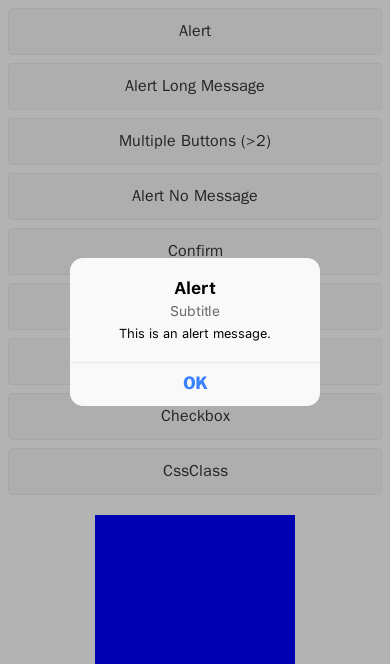 Alert
Alert Long Message
Multiple Buttons (>2)
Alert No Message
Confirm
Alert
Subtitle
This is an alert message.
OK
Checkbox
CssClass